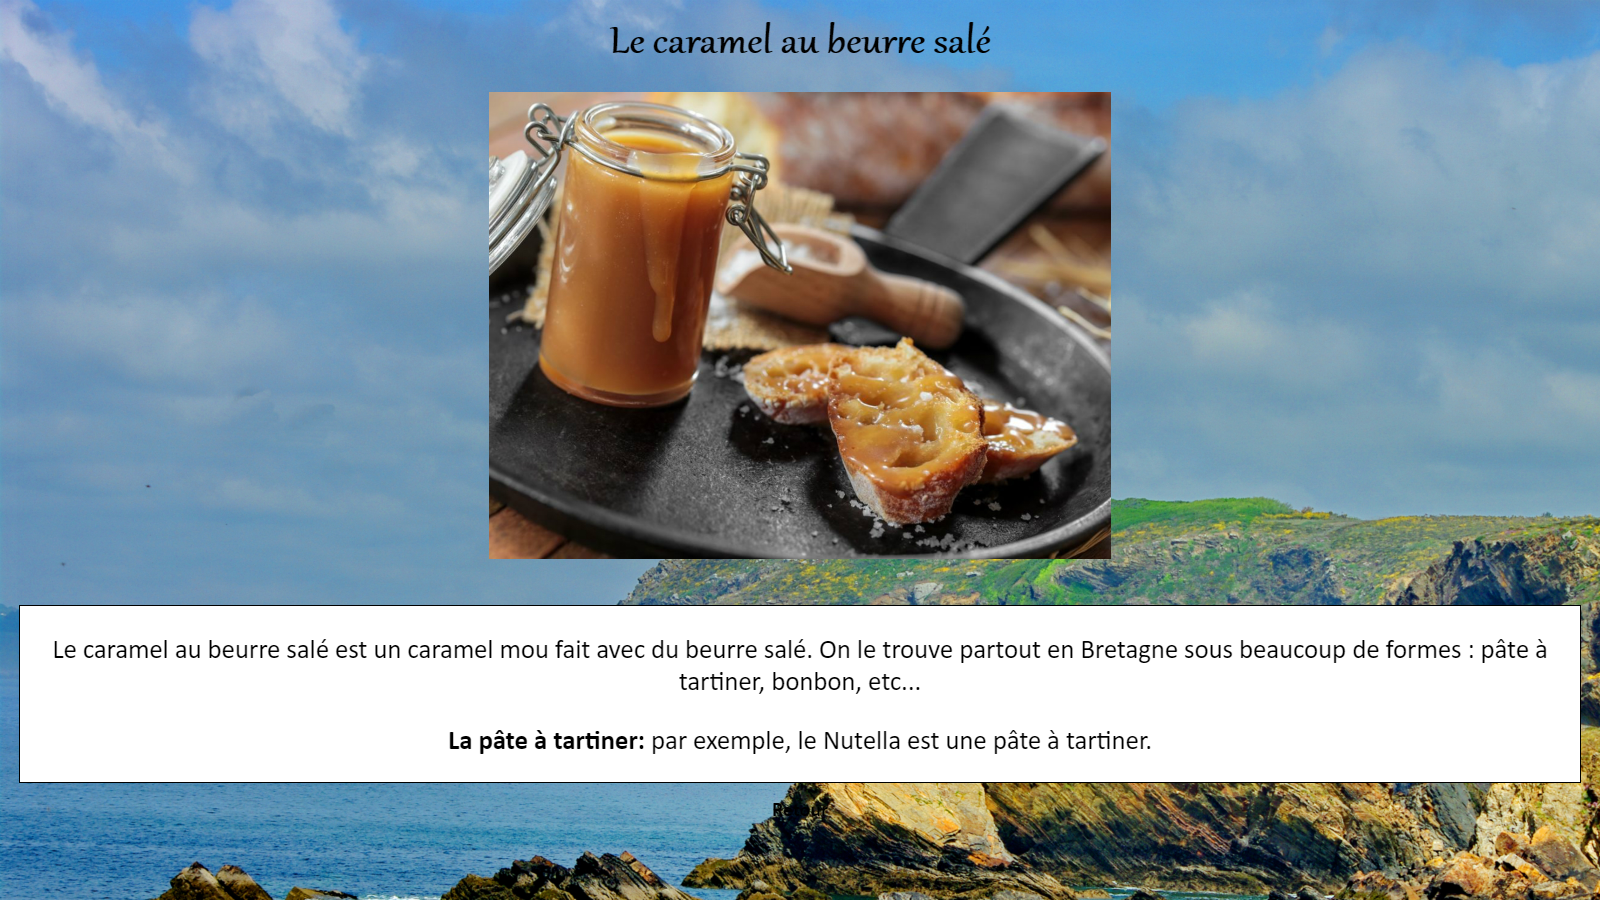 Le caramel au beurre salé
Le caramel au beurre salé est un caramel mou fait avec du beurre salé. On le trouve partout en Bretagne sous beaucoup de formes : pâte à
tartiner, bonbon, etc...
La pâte à tartiner: par exemple, le Nutella est une pâte à tartiner.